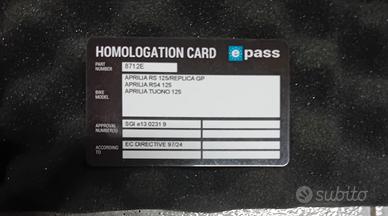 HOMOLOGATION CARD e pass
PART NUMBER 8712E
BIKE MODEL
APRILIA RS 125/REPLICA GP
APRILIA RS4 125
APRILIA TUONO 125
APPROVAL NUMBER(S) SGI e13 0231 9
ACCORDING TO EC DIRECTIVE 97/24
subito